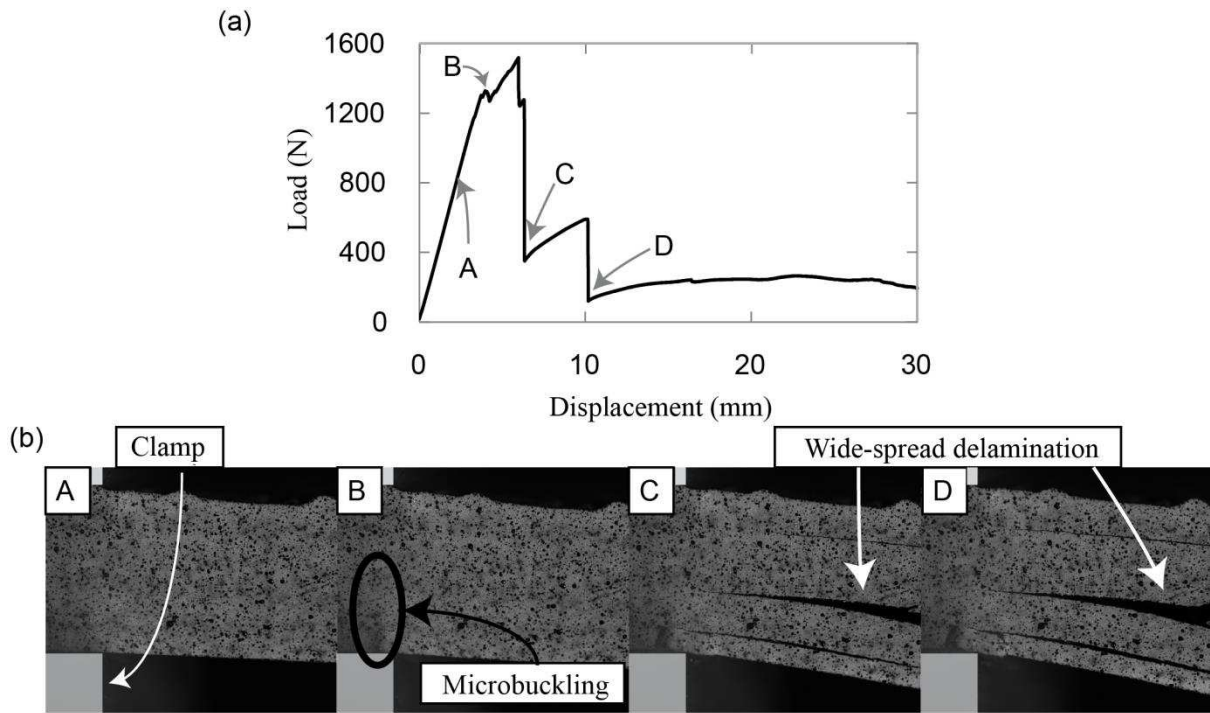 (a)
1600
1200
800
400
0
Load (N)
B
A
C
D
0
10
20
30
Displacement (mm)
(b)
Clamp
Wide-spread delamination
A
B
C
D
Microbuckling